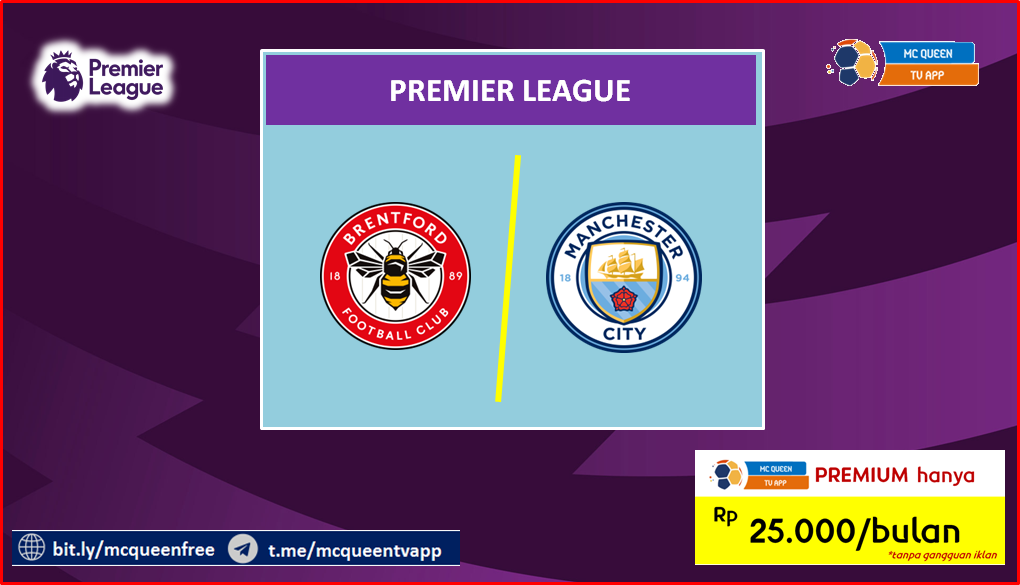 Premier
League
MC QUEEN
TV APP
PREMIER LEAGUE
BRENTFORD
18 89
FOOTBALL CLUB
MANCHESTER
18 94
CITY
MC QUEEN
TV APP
PREMIUM hanya
Rp 25.000/bulan
*tanpa gangguan iklan
bit.ly/mcqueenfree t.me/mcqueentvapp